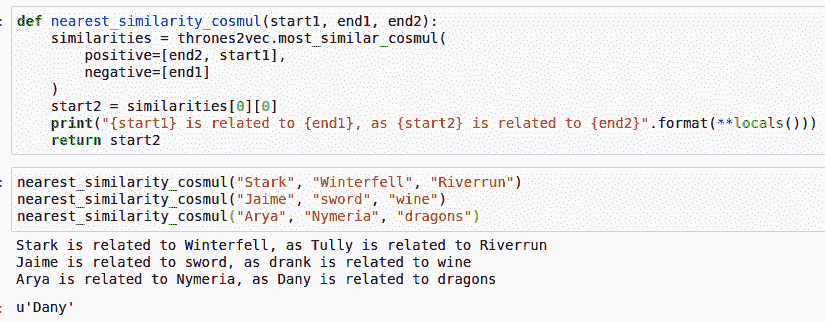 def nearest_similarity_cosmul(start1, end1, end2):
    similarities = thrones2vec.most_similar_cosmul(
        positive=[end2, start1],
        negative=[end1]
    )
    start2 = similarities[0][0]
    print("{start1} is related to {end1}, as {start2} is related to {end2}".format(**locals()))
    return start2
nearest_similarity_cosmul("Stark", "Winterfell", "Riverrun")
nearest_similarity_cosmul("Jaime", "sword", "wine")
nearest_similarity_cosmul("Arya", "Nymeria", "dragons")
Stark is related to Winterfell, as Tully is related to Riverrun
Jaime is related to sword, as drank is related to wine
Arya is related to Nymeria, as Dany is related to dragons
u'Dany'